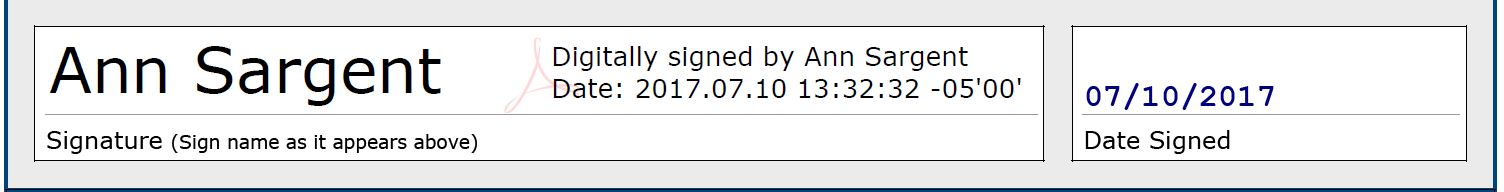 Ann Sargent
Digitally signed by Ann Sargent
Date: 2017.07.10 13:32:32 -05'00'
Signature (Sign name as it appears above)
07/10/2017
Date Signed